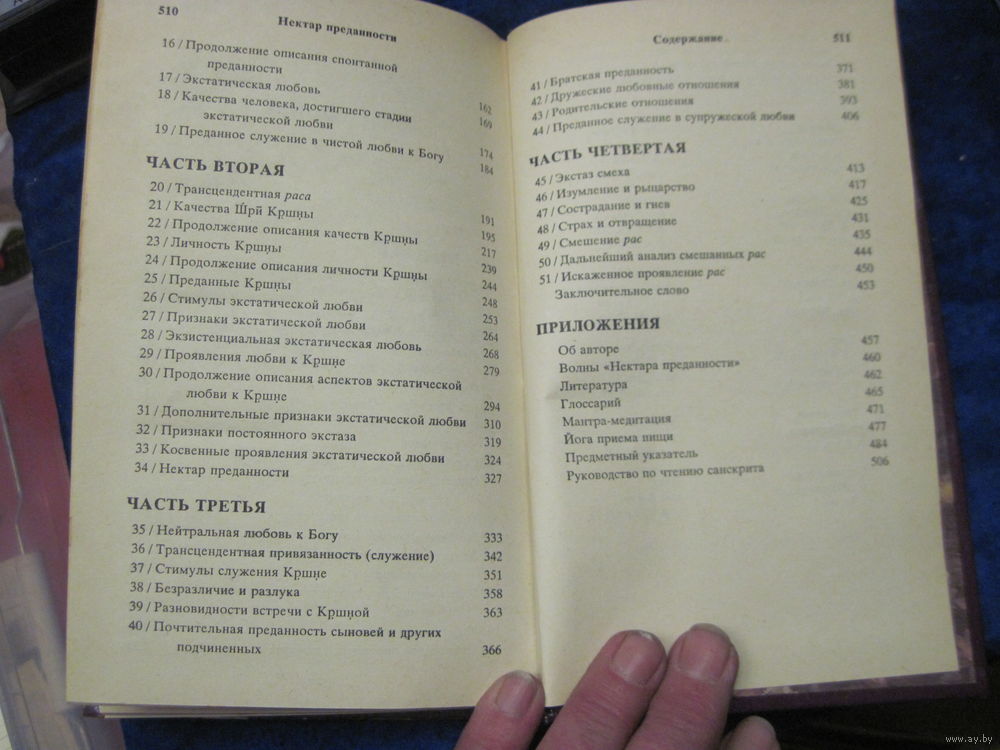 510
Нектар преданности
16 / Продолжение описания спонтанной
преданности 162
17 / Экстатическая любовь 169
18 / Качества человека, достигшего стадии
экстатической любви 174
19 / Преданное служение в чистой любви к Богу 184
ЧАСТЬ ВТОРАЯ
20 / Трансцендентная раса 191
21 / Качества Ш́рӣ Кр̣шн̣ы 195
22 / Продолжение описания качеств Кр̣шн̣ы 217
23 / Личность Кр̣шн̣ы 239
24 / Продолжение описания личности Кр̣шн̣ы 244
25 / Преданные Кр̣шн̣ы 248
26 / Стимулы экстатической любви 253
27 / Признаки экстатической любви 264
28 / Экзистенциальная экстатическая любовь 268
29 / Проявления любви к Кр̣шн̣е 279
30 / Продолжение описания аспектов экстатической
любви к Кр̣шн̣е 294
31 / Дополнительные признаки экстатической любви 310
32 / Признаки постоянного экстаза 319
33 / Косвенные проявления экстатической любви 324
34 / Нектар преданности 327
ЧАСТЬ ТРЕТЬЯ
35 / Нейтральная любовь к Богу 333
36 / Трансцендентная привязанность (служение) 342
37 / Стимулы служения Кр̣шн̣е 351
38 / Безразличие и разлука 358
39 / Разновидности встречи с Кр̣шн̣ой 363
40 / Почтительная преданность сыновей и других
подчиненных 366
Содержание
511
41 / Братская преданность 371
42 / Дружеские любовные отношения 381
43 / Родительские отношения 393
44 / Преданное служение в супружеской любви 406
ЧАСТЬ ЧЕТВЕРТАЯ
45 / Экстаз смеха 413
46 / Изумление и рыцарство 417
47 / Сострадание и гнев 425
48 / Страх и отвращение 431
49 / Смешение рас 435
50 / Дальнейший анализ смешанных рас 444
51 / Искаженное проявление рас 450
Заключительное слово 453
ПРИЛОЖЕНИЯ
Об авторе 457
Волны «Нектара преданности» 460
Литература 462
Глоссарий 465
Мантра-медитация 471
Йога приема пищи 477
Предметный указатель 484
Руководство по чтению санскрита 506
www.ay.by